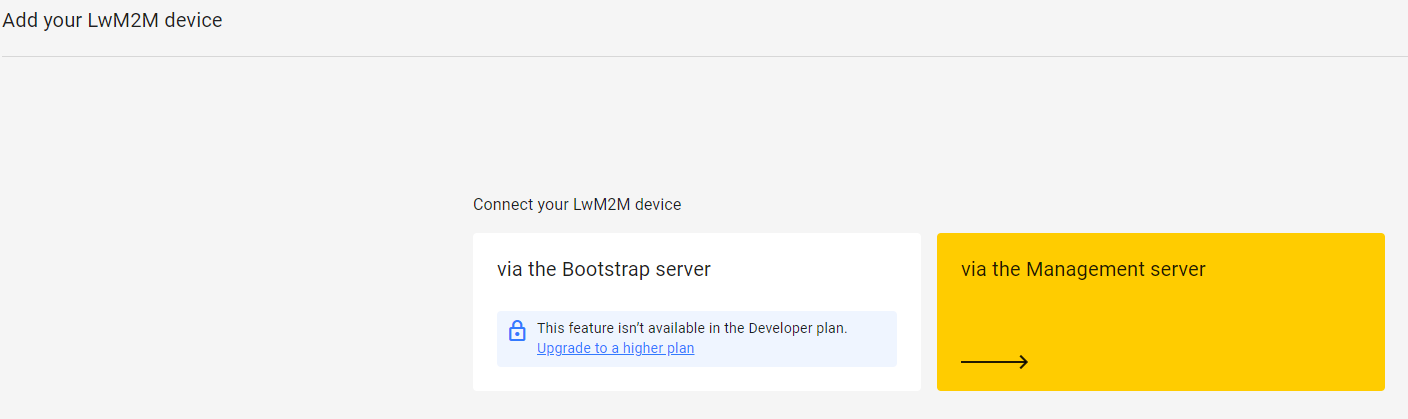 Add your LwM2M device
Connect your LwM2M device
via the Bootstrap server
This feature isn’t available in the Developer plan.
Upgrade to a higher plan
via the Management server